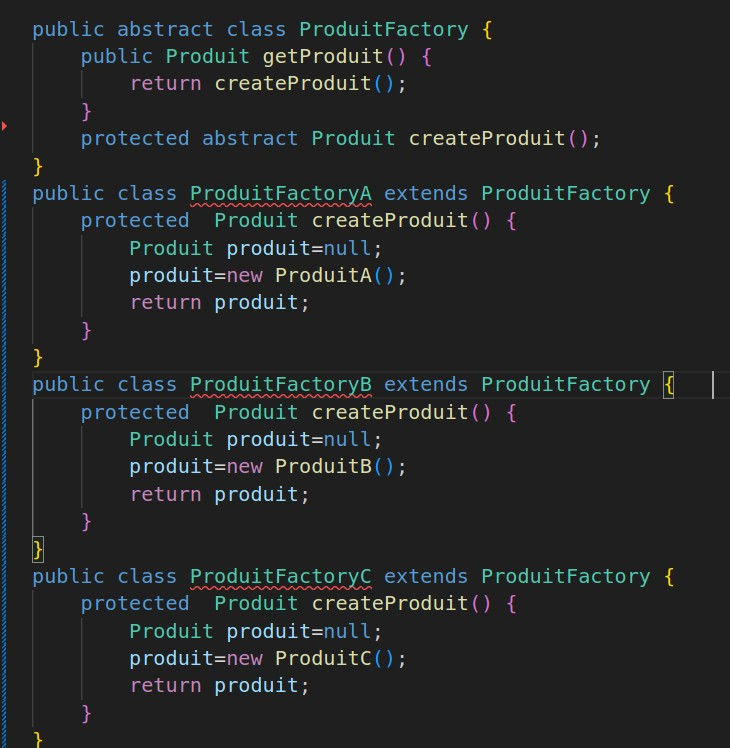 public abstract class ProduitFactory {
    public Produit getProduit() {
        return createProduit();
    }
    protected abstract Produit createProduit();
}
public class ProduitFactoryA extends ProduitFactory {
    protected  Produit createProduit() {
        Produit produit=null;
        produit=new ProduitA();
        return produit;
    }
}
public class ProduitFactoryB extends ProduitFactory {
    protected  Produit createProduit() {
        Produit produit=null;
        produit=new ProduitB();
        return produit;
    }
}
public class ProduitFactoryC extends ProduitFactory {
    protected  Produit createProduit() {
        Produit produit=null;
        produit=new ProduitC();
        return produit;
    }
}